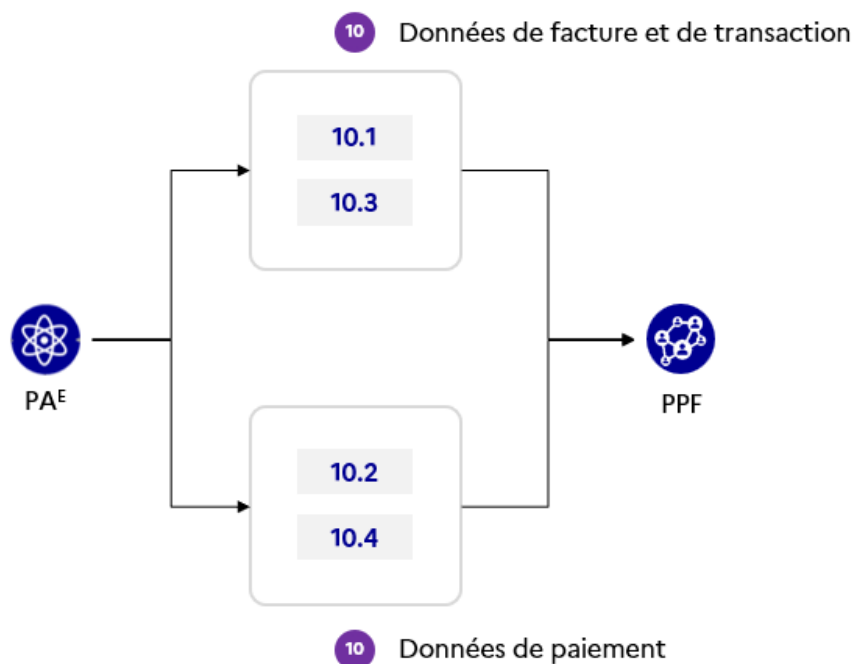 10 Données de facture et de transaction
10.1
10.3
PAᴱ
PPF
10.2
10.4
10 Données de paiement